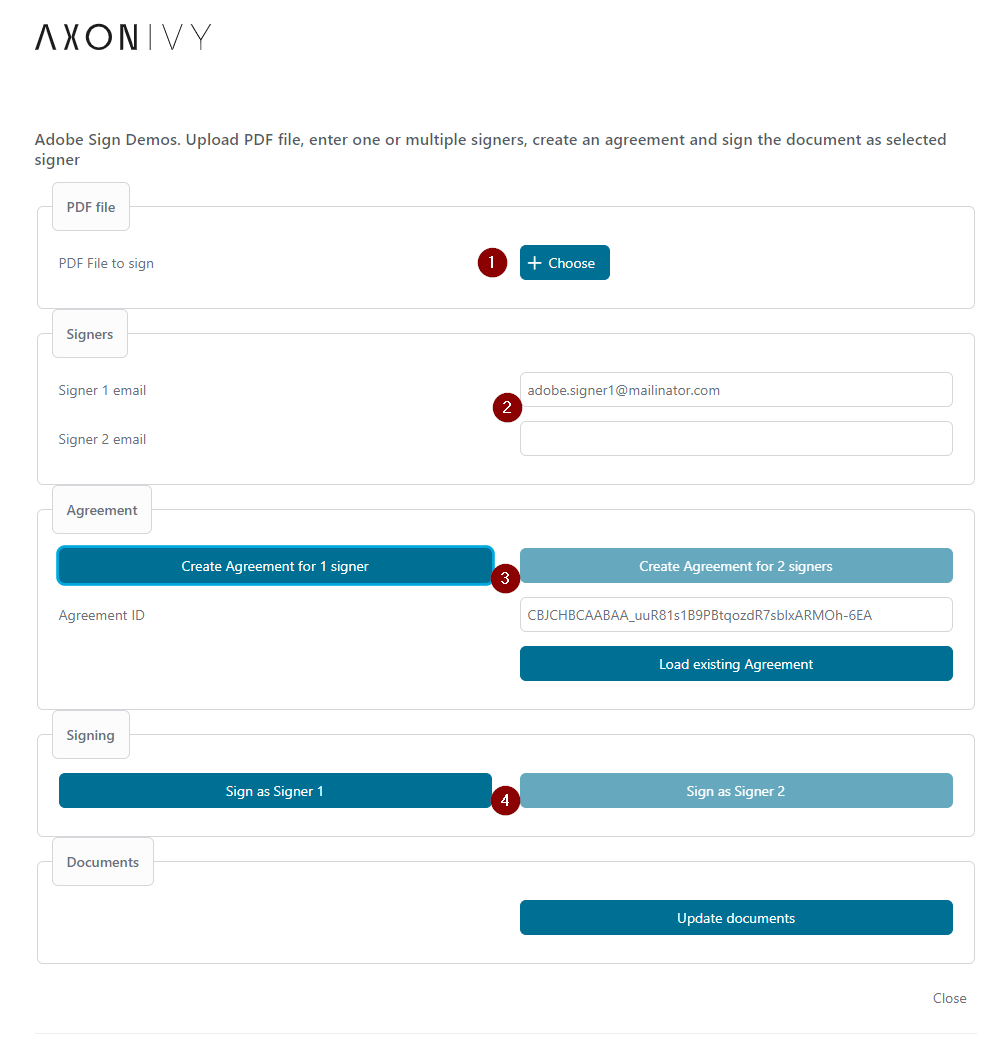 AXONIVY
Adobe Sign Demos. Upload PDF file, enter one or multiple signers, create an agreement and sign the document as selected
signer
PDF file
PDF File to sign
1
Choose
Signers
Signer 1 email
adobe.signer1@mailinator.com
2
Signer 2 email
Agreement
Create Agreement for 1 signer
3
Create Agreement for 2 signers
Agreement ID
CBJCHBCAABAA_uuR81s1B9PBtqozdR7sblxARMOh-6EA
Load existing Agreement
Signing
Sign as Signer 1
4
Sign as Signer 2
Documents
Update documents
Close